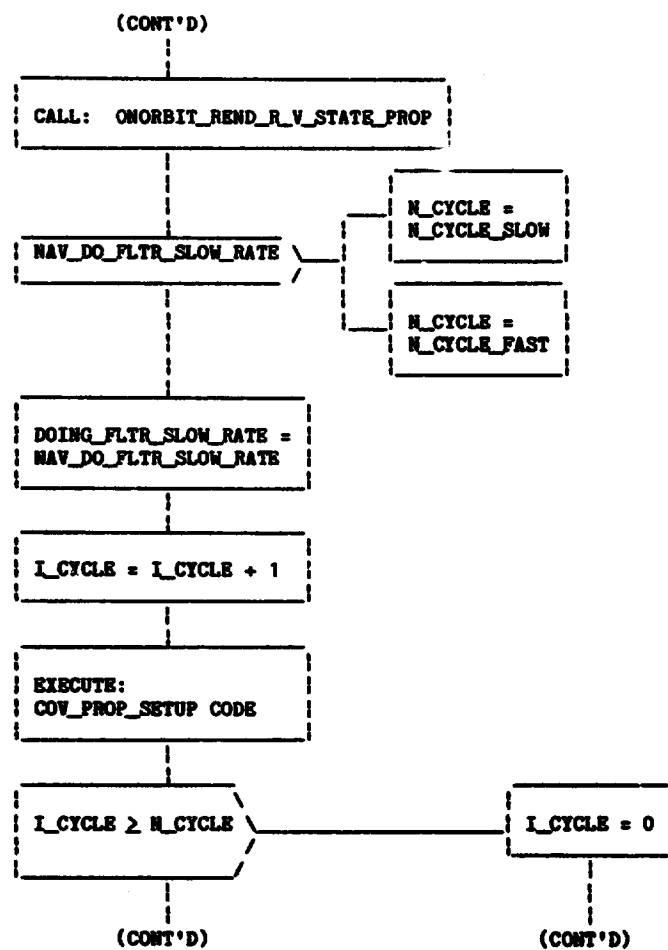 (CONT'D)
CALL: ONORBIT_REND_R_V_STATE_PROP
NAV_DO_FLTR_SLOW_RATE
N_CYCLE =
N_CYCLE_SLOW
N_CYCLE =
N_CYCLE_FAST
DOING_FLTR_SLOW_RATE =
NAV_DO_FLTR_SLOW_RATE
I_CYCLE = I_CYCLE + 1
EXECUTE:
COV_PROP_SETUP CODE
I_CYCLE ≥ N_CYCLE
I_CYCLE = 0
(CONT'D)
(CONT'D)